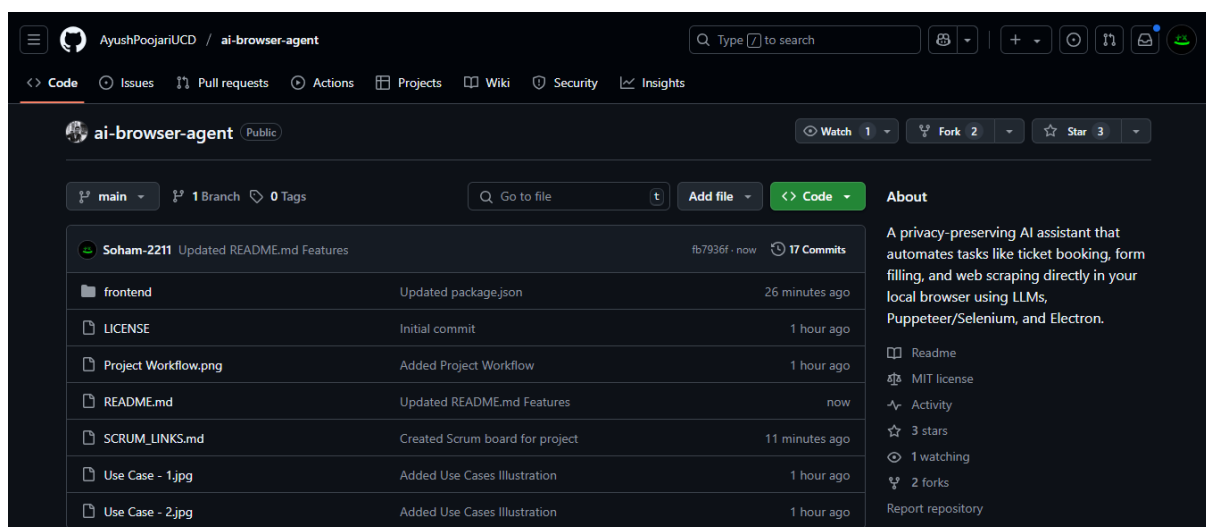 AyushPoojariUCD / ai-browser-agent
Type / to search
Code
Issues
Pull requests
Actions
Projects
Wiki
Security
Insights
ai-browser-agent Public
Watch 1
Fork 2
Star 3
main
1 Branch
0 Tags
Go to file t
Add file
Code
Soham-2211 Updated README.md Features fb7936f · now 17 Commits
frontend Updated package.json 26 minutes ago
LICENSE Initial commit 1 hour ago
Project Workflow.png Added Project Workflow 1 hour ago
README.md Updated README.md Features now
SCRUM_LINKS.md Created Scrum board for project 11 minutes ago
Use Case - 1.jpg Added Use Cases Illustration 1 hour ago
Use Case - 2.jpg Added Use Cases Illustration 1 hour ago
About
A privacy-preserving AI assistant that
automates tasks like ticket booking, form
filling, and web scraping directly in your
local browser using LLMs,
Puppeteer/Selenium, and Electron.
Readme
MIT license
Activity
3 stars
1 watching
2 forks
Report repository